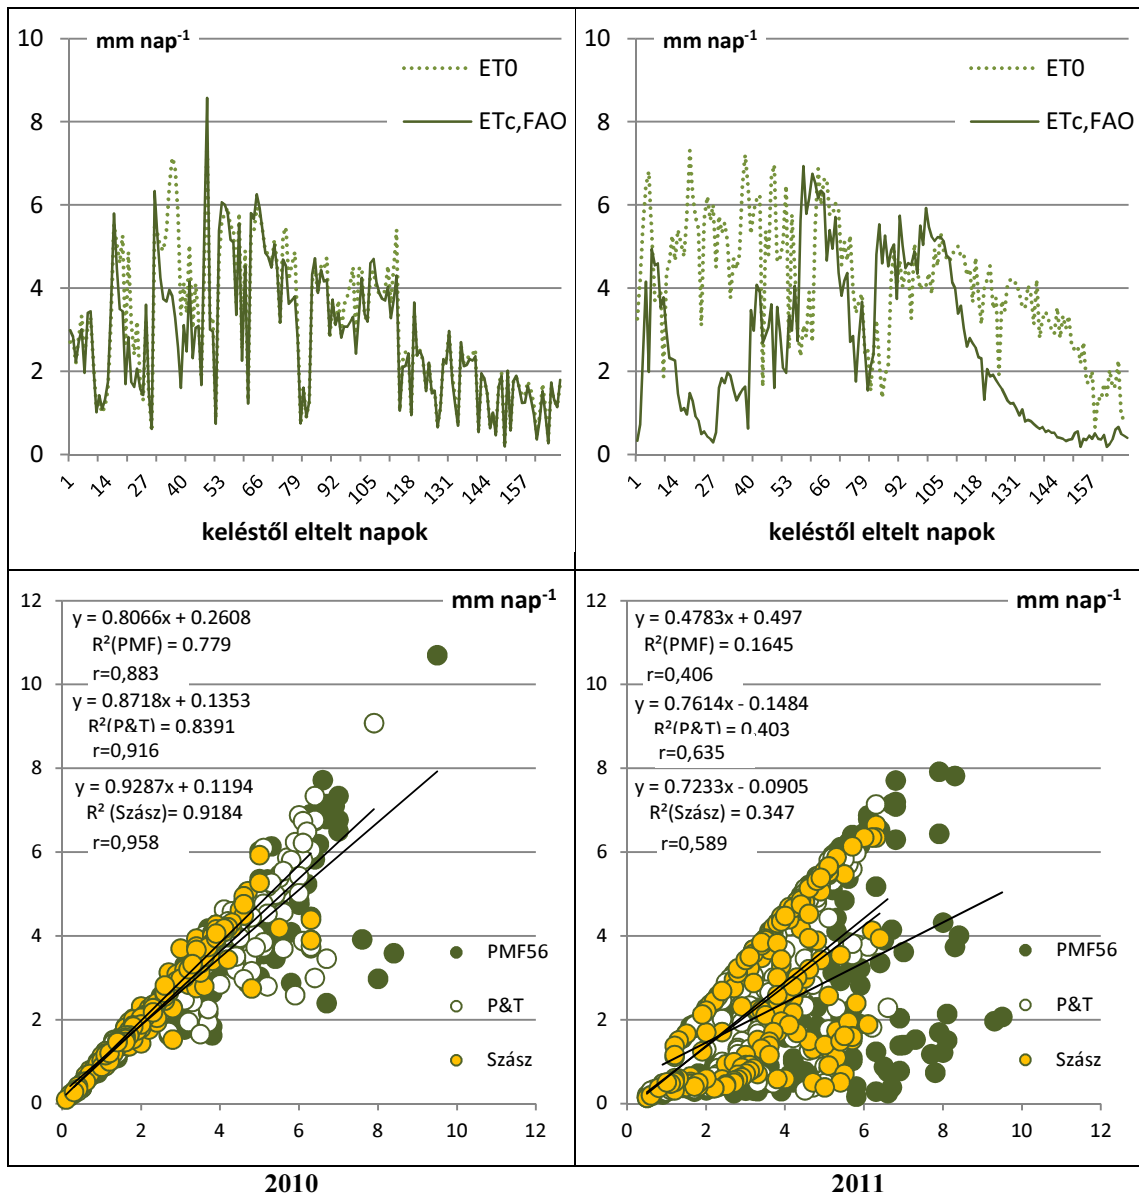 mm nap-1
10
8
6
4
2
0
ET0
ETc,FAO
1
14
27
40
53
66
79
92
105
118
131
144
157
keléstől eltelt napok
mm nap-1
10
8
6
4
2
0
ET0
ETc,FAO
1
14
27
40
53
66
79
92
105
118
131
144
157
keléstől eltelt napok
mm nap-1
y = 0.8066x + 0.2608
R²(PMF) = 0.779
r=0,883
y = 0.8718x + 0.1353
R²(P&T) = 0.8391
r=0,916
y = 0.9287x + 0.1194
R² (Szász)= 0.9184
r=0,958
12
10
8
6
4
2
0
PMF56
P&T
Szász
0 2 4 6 8 10 12
2010
mm nap-1
y = 0.4783x + 0.497
R²(PMF) = 0.1645
r=0,406
y = 0.7614x - 0.1484
R²(P&T) = 0.403
r=0,635
y = 0.7233x - 0.0905
R²(Szász) = 0.347
r=0,589
12
10
8
6
4
2
0
PMF56
P&T
Szász
0 2 4 6 8 10 12
2011